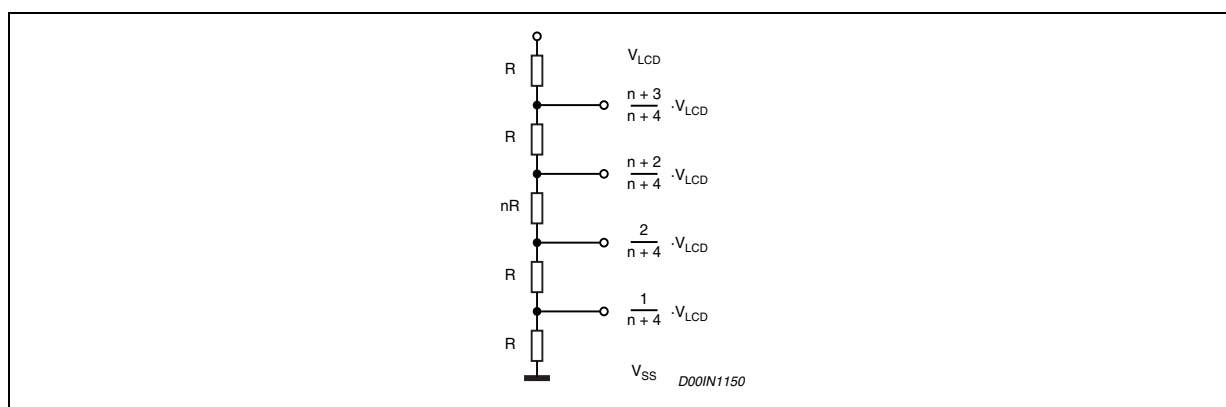 V_LCD
R
n + 3
n + 4
·V_LCD
R
n + 2
n + 4
·V_LCD
nR
2
n + 4
·V_LCD
R
1
n + 4
·V_LCD
R
V_SS
D00IN1150